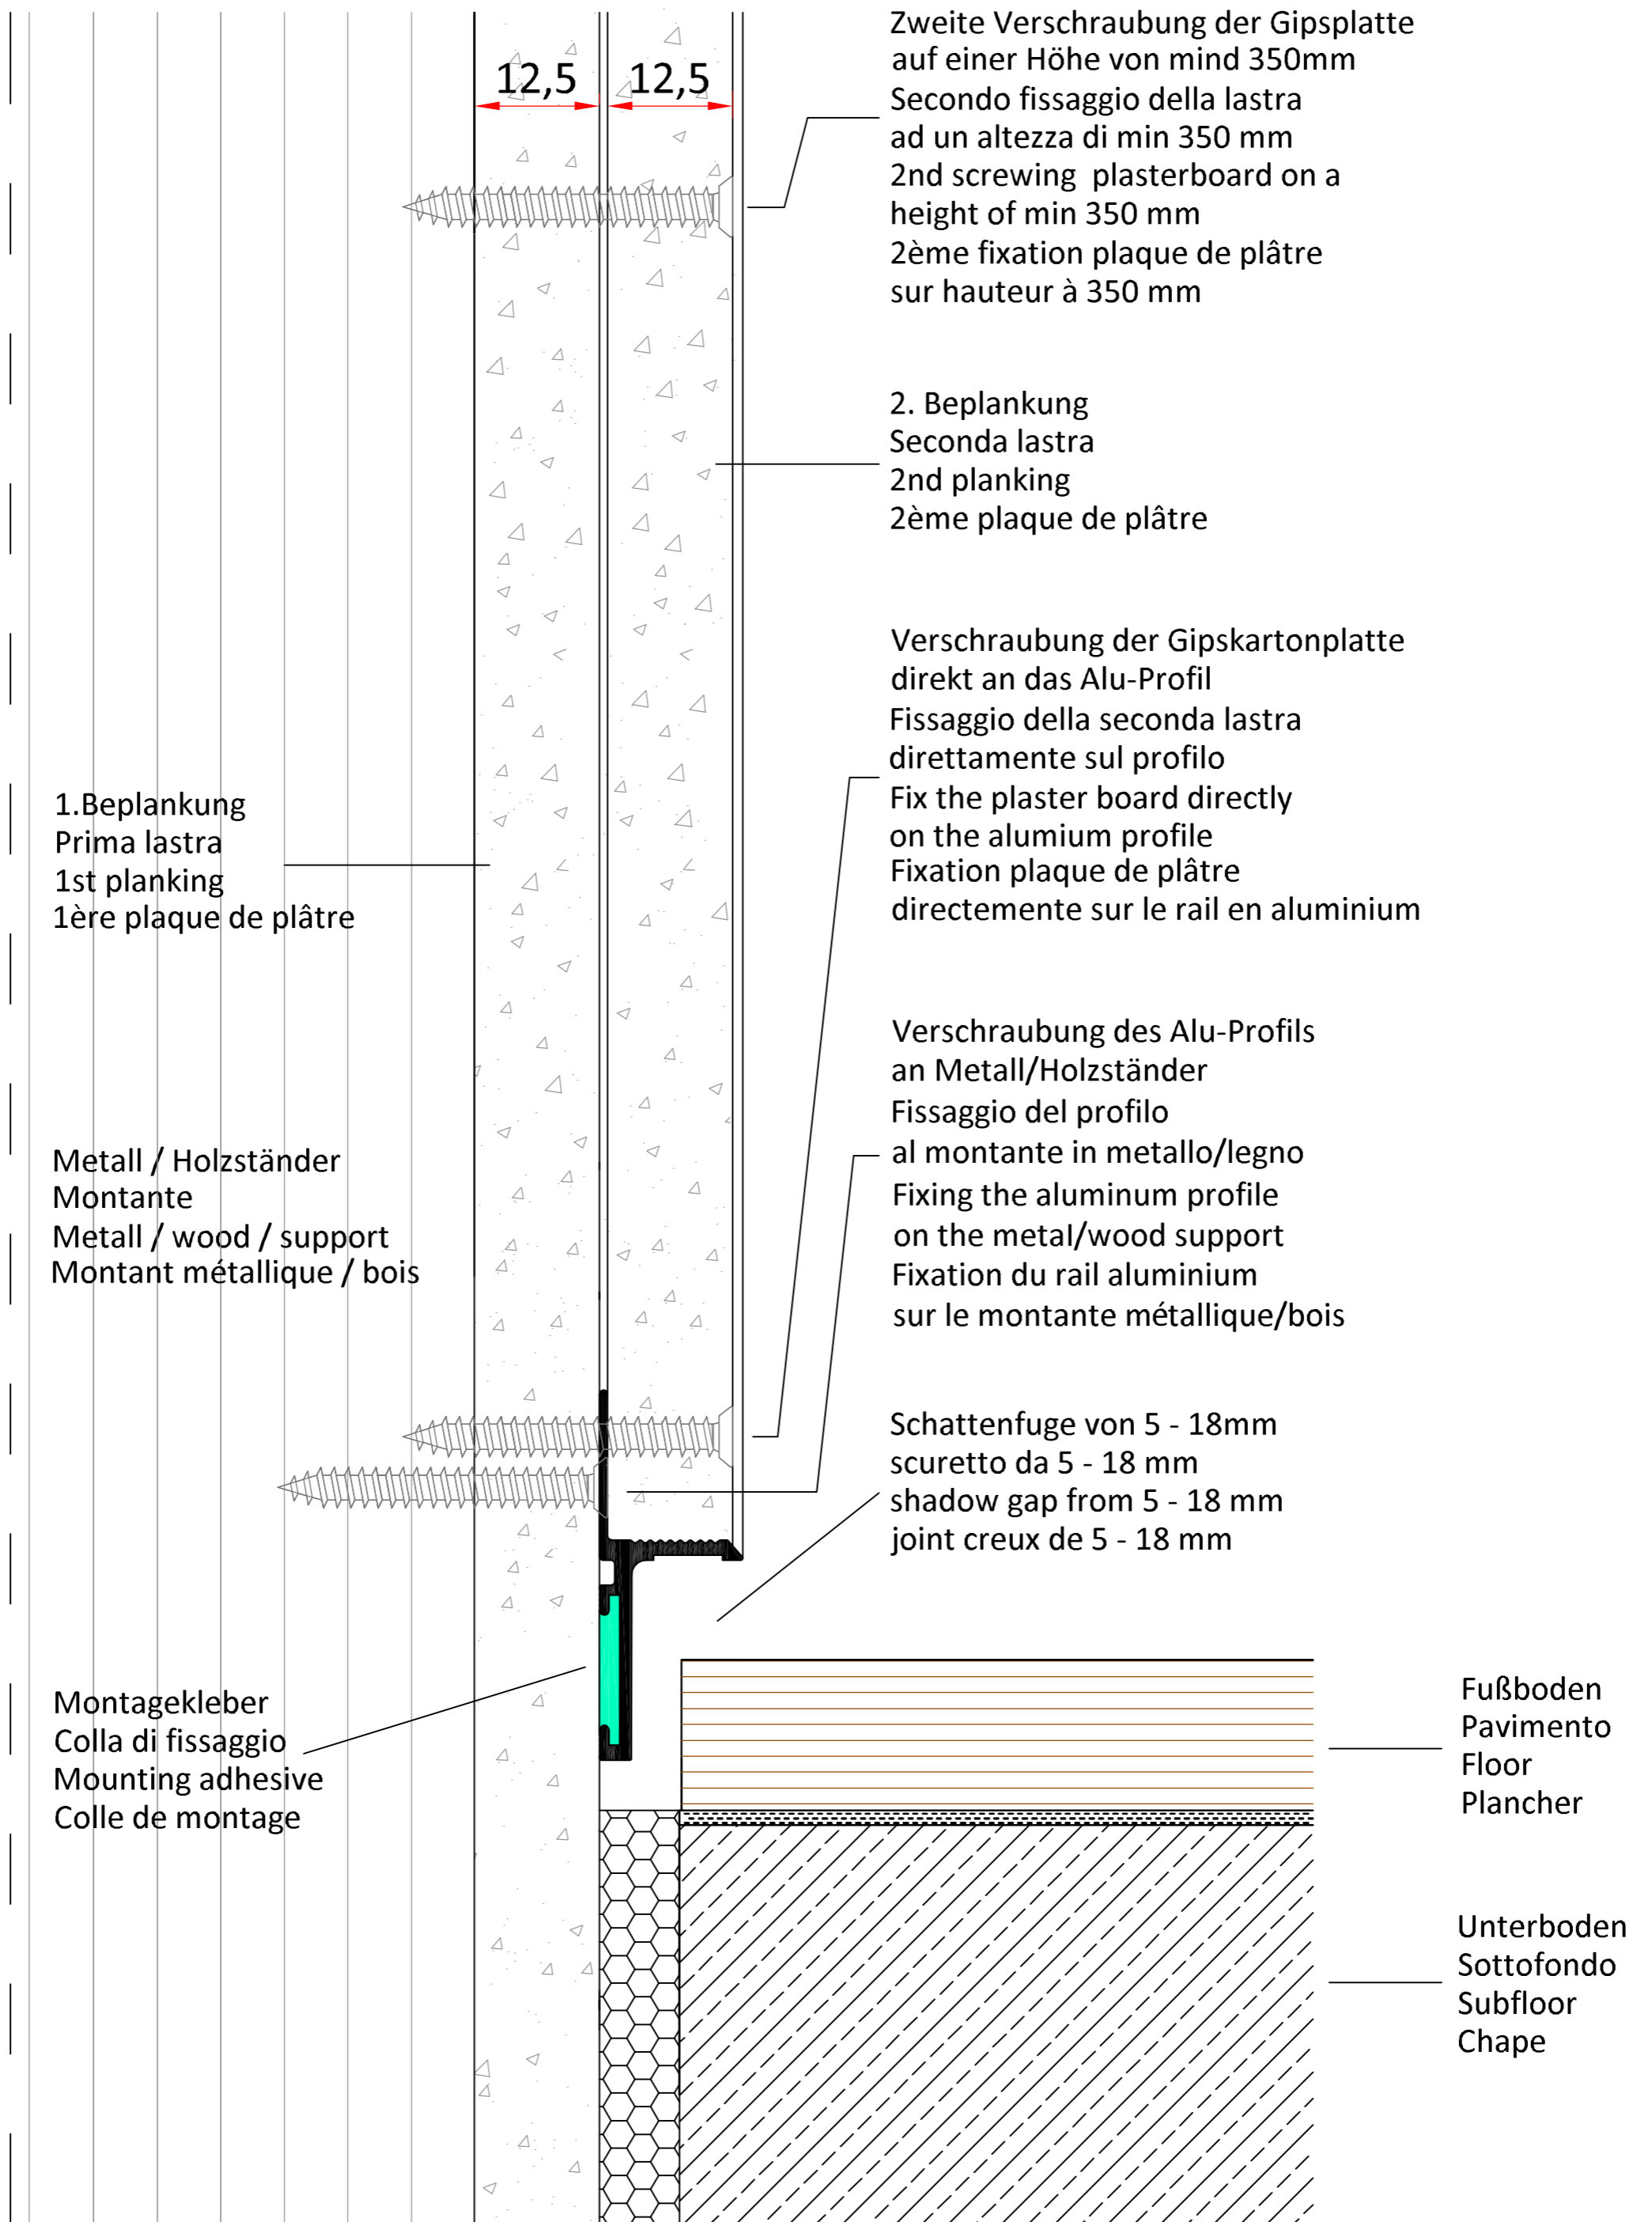 12,5
12,5
Zweite Verschraubung der Gipsplatte
auf einer Höhe von mind 350mm
Secondo fissaggio della lastra
ad un altezza di min 350 mm
2nd screwing  plasterboard on a
height of min 350 mm
2ème fixation plaque de plâtre
sur hauteur à 350 mm
2. Beplankung
Seconda lastra
2nd planking
2ème plaque de plâtre
Verschraubung der Gipskartonplatte
direkt an das Alu-Profil
Fissaggio della seconda lastra
direttamente sul profilo
Fix the plaster board directly
on the alumium profile
Fixation plaque de plâtre
directemente sur le rail en aluminium
1.Beplankung
Prima lastra
1st planking
1ère plaque de plâtre
Verschraubung des Alu-Profils
an Metall/Holzständer
Fissaggio del profilo
al montante in metallo/legno
Fixing the aluminum profile
on the metal/wood support
Fixation du rail aluminium
sur le montante métallique/bois
Metall / Holzständer
Montante
Metall / wood / support
Montant métallique / bois
Schattenfuge von 5 - 18mm
scuretto da 5 - 18 mm
shadow gap from 5 - 18 mm
joint creux de 5 - 18 mm
Montagekleber
Colla di fissaggio
Mounting adhesive
Colle de montage
Fußboden
Pavimento
Floor
Plancher
Unterboden
Sottofondo
Subfloor
Chape